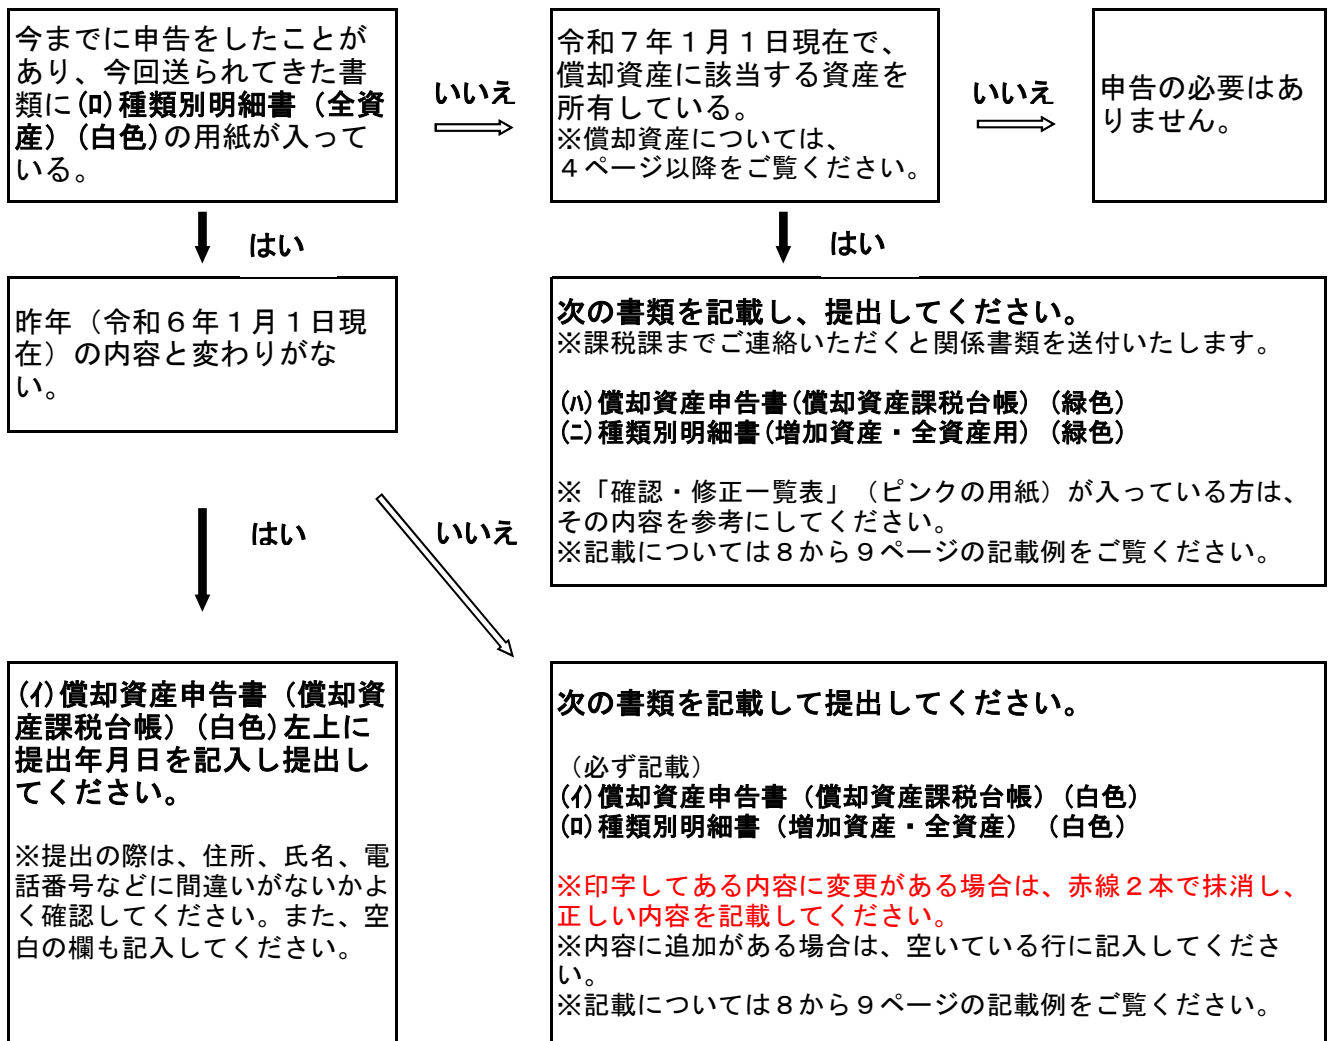 今までに申告をしたことが
あり、今回送られてきた書
類に(ﾛ)種類別明細書（全資
産）(白色)の用紙が入って
いる。
いいえ
令和７年１月１日現在で、
償却資産に該当する資産を
所有している。
※償却資産については、
４ページ以降をご覧ください。
いいえ
申告の必要はあ
りません。
はい
はい
昨年（令和６年１月１日現
在）の内容と変わりがな
い。
次の書類を記載し、提出してください。
※課税課までご連絡いただくと関係書類を送付いたします。
(ﾊ)償却資産申告書(償却資産課税台帳）(緑色)
(ﾆ)種類別明細書(増加資産・全資産用）(緑色)
※「確認・修正一覧表」（ピンクの用紙）が入っている方は、
その内容を参考にしてください。
※記載については８から９ページの記載例をご覧ください。
はい
いいえ
(ｲ)償却資産申告書（償却資
産課税台帳）(白色)左上に
提出年月日を記入し提出し
てください。
※提出の際は、住所、氏名、電
話番号などに間違いがないかよ
く確認してください。また、空
白の欄も記入してください。
次の書類を記載して提出してください。
（必ず記載）
(ｲ)償却資産申告書（償却資産課税台帳）(白色)
(ﾛ)種類別明細書（増加資産・全資産）（白色)
※印字してある内容に変更がある場合は、赤線２本で抹消し、
正しい内容を記載してください。
※内容に追加がある場合は、空いている行に記入してくださ
い。
※記載については８から９ページの記載例をご覧ください。